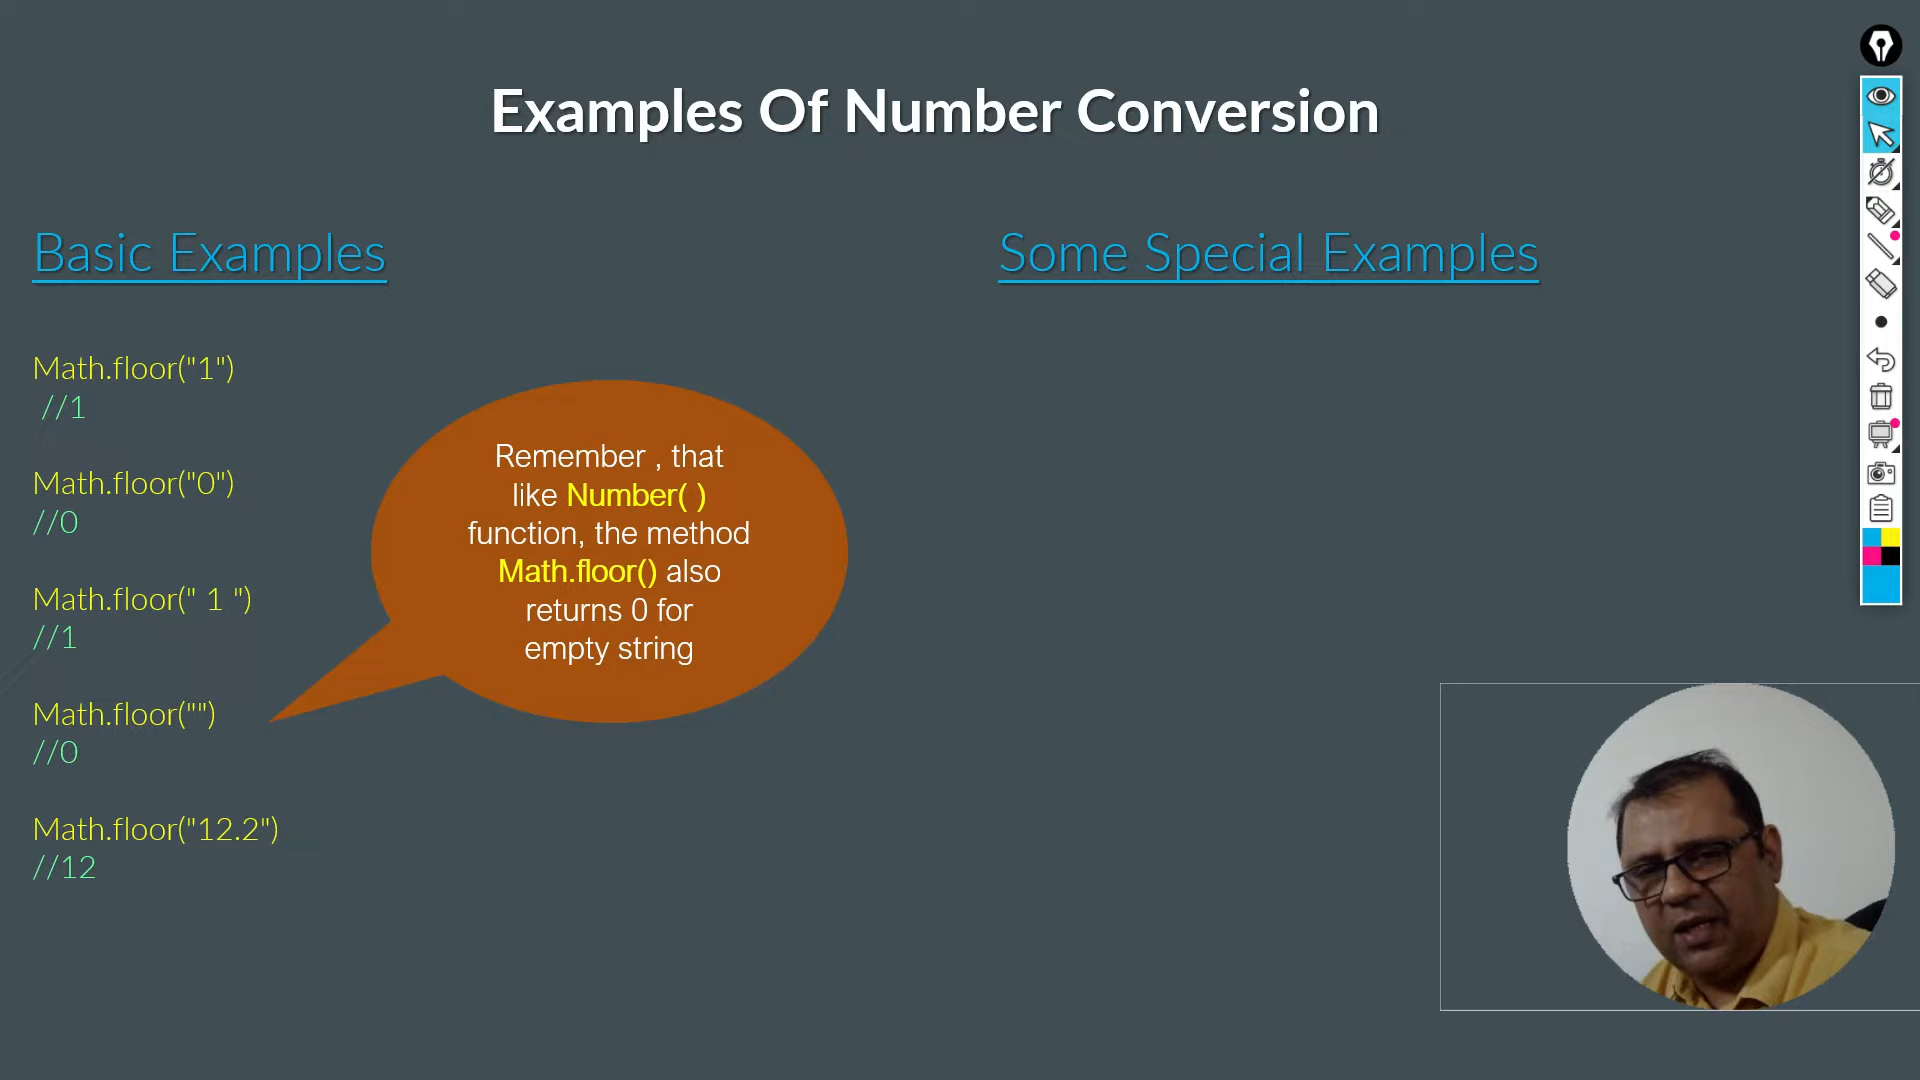 Examples Of Number Conversion
Basic Examples
Some Special Examples
Math.floor("1")
//1
Math.floor("0")
//0
Math.floor(" 1 ")
//1
Math.floor("")
//0
Math.floor("12.2")
//12
Remember , that
like Number( )
function, the method
Math.floor() also
returns 0 for
empty string